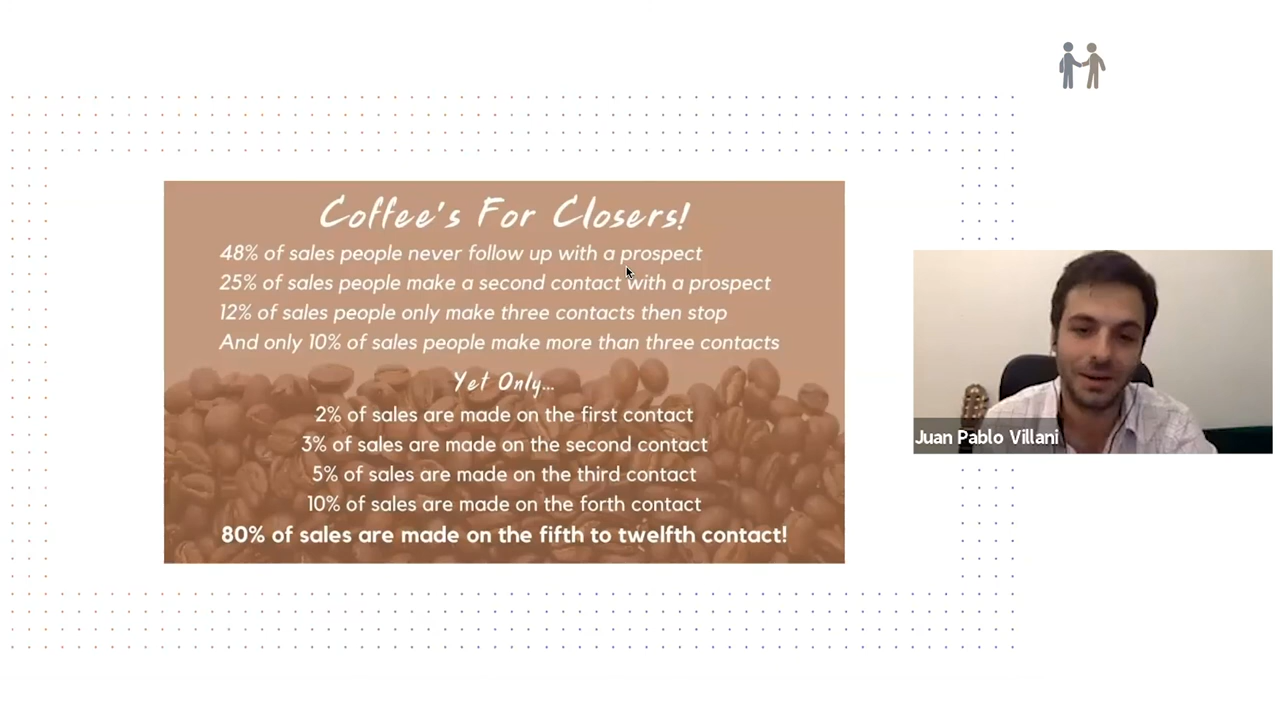 Coffee's For Closers!
48% of sales people never follow up with a prospect
25% of sales people make a second contact with a prospect
12% of sales people only make three contacts then stop
And only 10% of sales people make more than three contacts
Yet Only...
2% of sales are made on the first contact
3% of sales are made on the second contact
5% of sales are made on the third contact
10% of sales are made on the forth contact
80% of sales are made on the fifth to twelfth contact!
Juan Pablo Villani